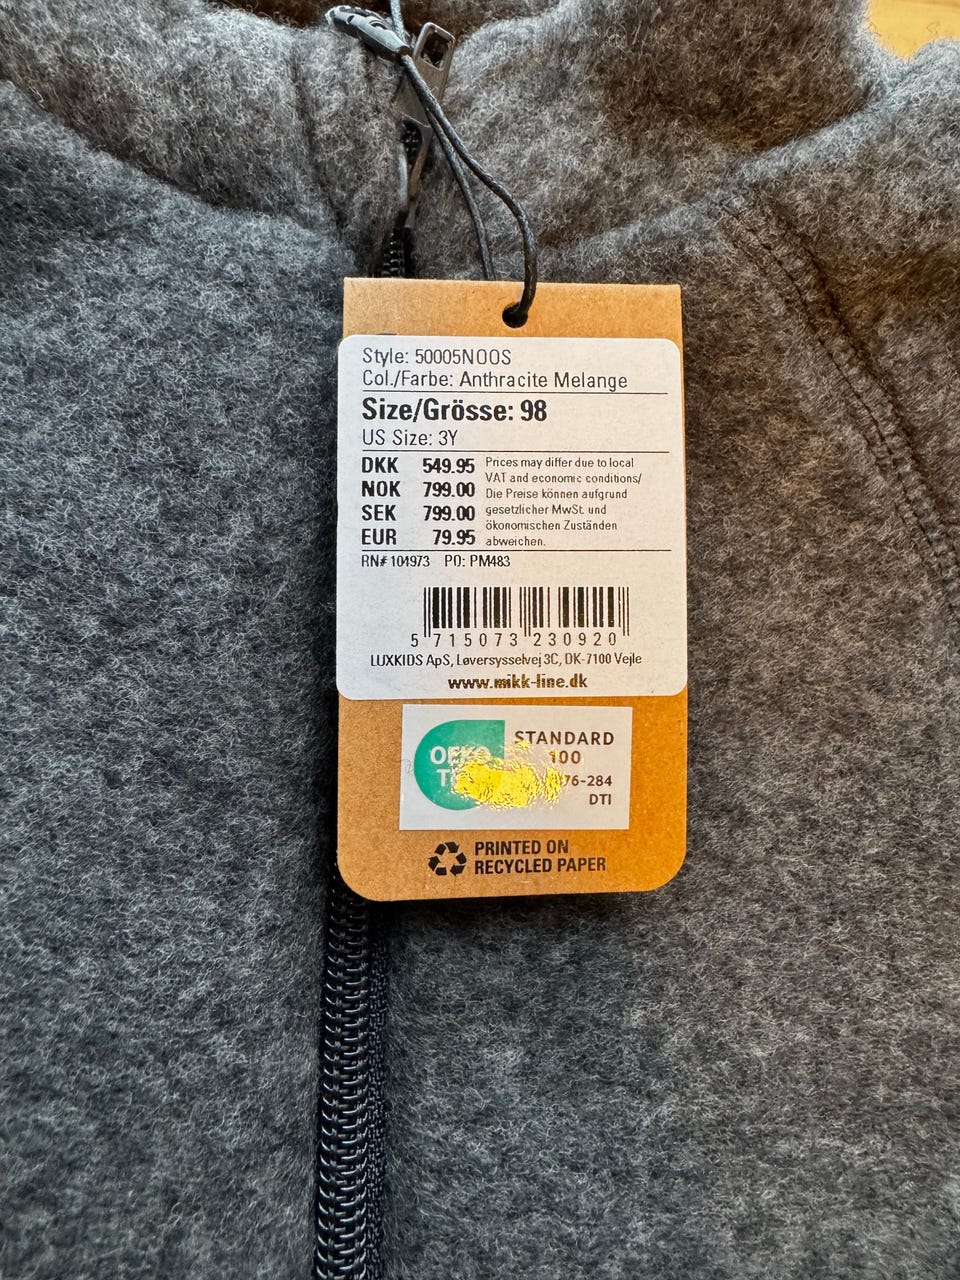 Style: 50005NOOS
Col./Farbe: Anthracite Melange
Size/Grösse: 98
US Size: 3Y
DKK 549.95
NOK 799.00
SEK 799.00
EUR 79.95
Prices may differ due to local
VAT and economic conditions/
Die Preise können aufgrund
gesetzlicher MwSt. und
ökonomischen Zuständen
abweichen.
RN# 104973 PO: PM483
5 715073 230920
LUXKIDS ApS, Løversysselvej 3C, DK-7100 Vejle
www.mikk-line.dk
STANDARD
100
76-284
DTI
PRINTED ON
RECYCLED PAPER